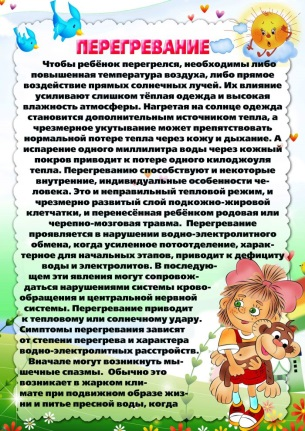 ПЕРЕГРЕВАНИЕ
Чтобы ребёнок перегрелся, необходимы либо
повышенная температура воздуха, либо прямое
воздействие прямых солнечных лучей. Их влияние
усиливают слишком тёплая одежда и высокая
влажность атмосферы. Нагретая на солнце одежда
становится дополнительным источником тепла, а
чрезмерное укутывание может препятствовать
нормальной потере тепла через кожу и дыхание. А
испарение одного миллилитра воды через кожный
покров приводит к потере одного килоджоуля
тепла. Перегреванию способствуют и некоторые
внутренние, индивидуальные особенности че-
ловека. Это и неправильный тепловой режим, и
чрезмерно развитый слой подкожно-жировой
клетчатки, и перенесённая ребёнком родовая или
черепно-мозговая травма. Перегревание
проявляется в нарушении водно-электролитного
обмена, когда усиленное потоотделение, харак-
терное для начальных этапов, приводит к дефициту
воды и электролитов. В последую-
щем эти явления могут сопровож-
даться нарушениями системы крово-
обращения и центральной нервной
системы. Перегревание приводит
к тепловому или солнечному удару.
Симптомы перегрева зависят
от степени перегрева и характера
водно-электролитных расстройств.
Вначале могут возникнуть мы-
шечные спазмы. Обычно это
возникает в жарком кли-
мате при подвижном образе жиз-
ни и питье пресной воды, когда